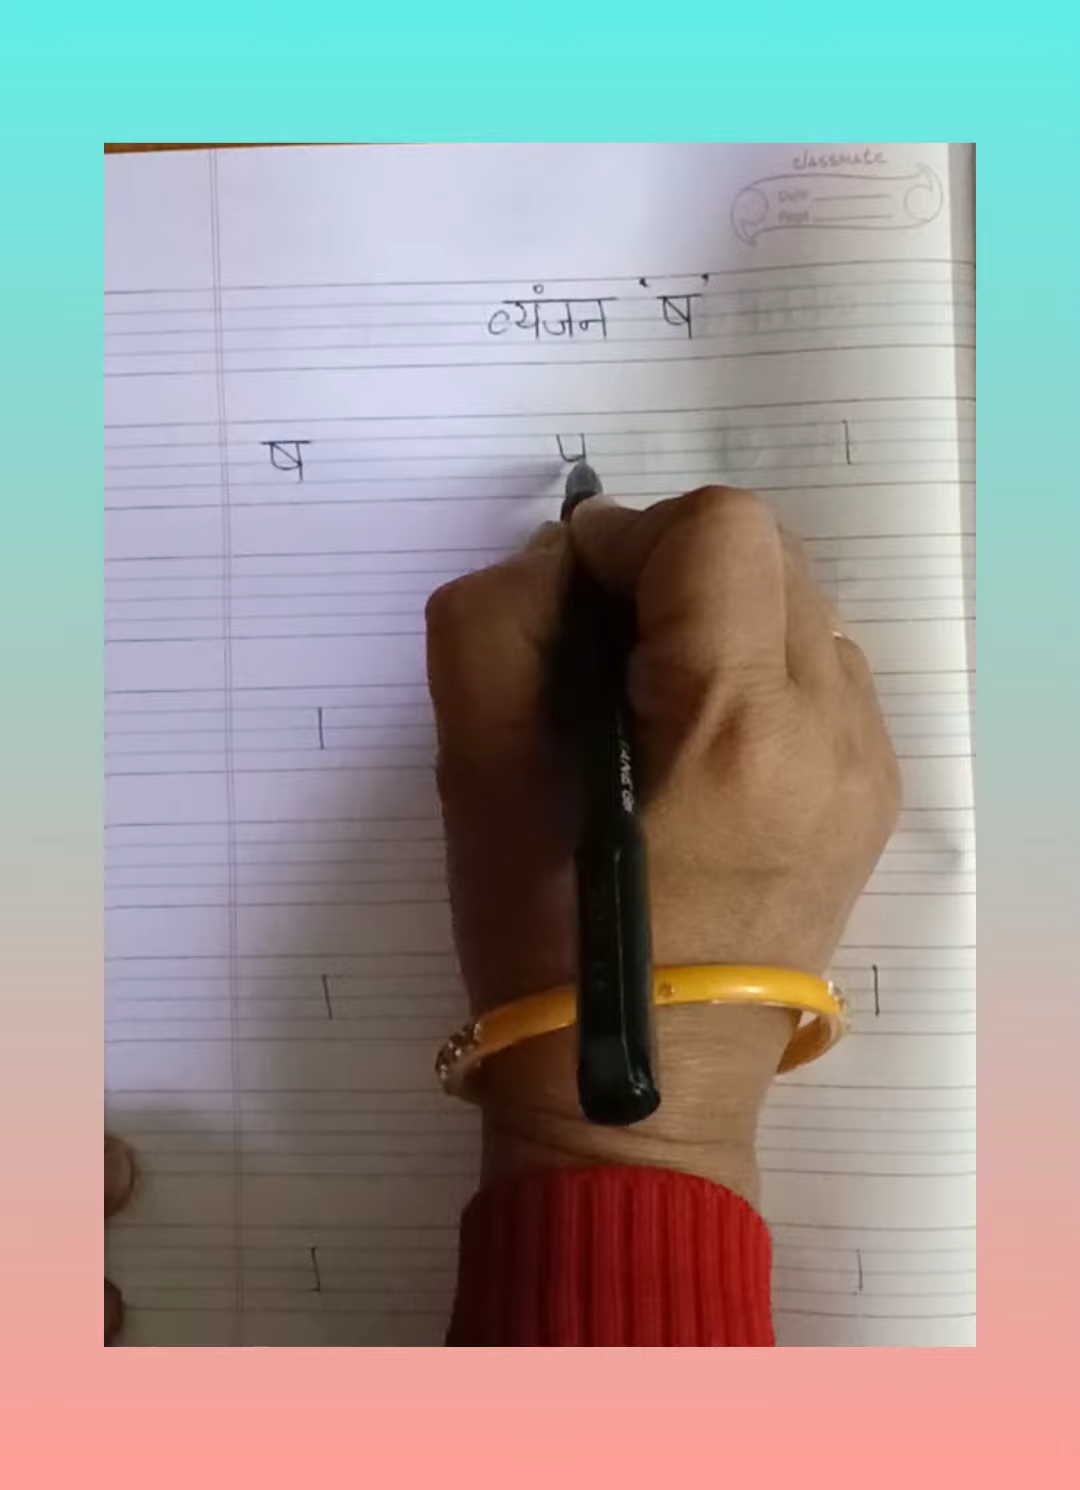 classmate
Date
Page
व्यंजन 'ष'
ष प ।
।
। ।
। ।